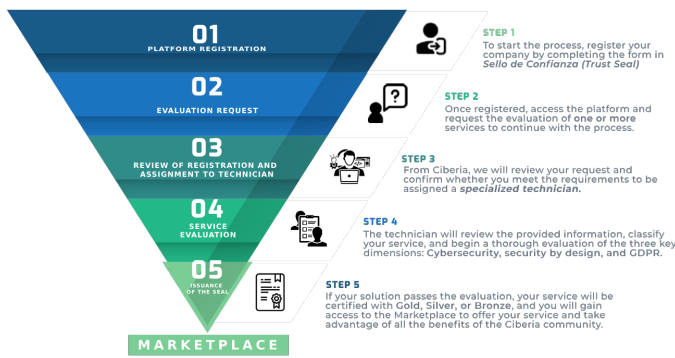 01
PLATFORM REGISTRATION
STEP 1
To start the process, register your
company by completing the form in
Sello de Confianza (Trust Seal)
02
EVALUATION REQUEST
?
STEP 2
Once registered, access the platform and
request the evaluation of one or more
services to continue with the process.
03
REVIEW OF REGISTRATION AND
ASSIGNMENT TO TECHNICIAN
STEP 3
From Ciberia, we will review your request and
confirm whether you meet the requirements to be
assigned a specialized technician.
04
SERVICE
EVALUATION
STEP 4
The technician will review the provided information, classify
your service, and begin a thorough evaluation of the three key
dimensions: Cybersecurity, security by design, and GDPR.
05
ISSUANCE
OF THE SEAL
STEP 5
If your solution passes the evaluation, your service will be
certified with Gold, Silver, or Bronze, and you will gain
access to the Marketplace to offer your service and take
advantage of all the benefits of the Ciberia community.
MARKETPLACE